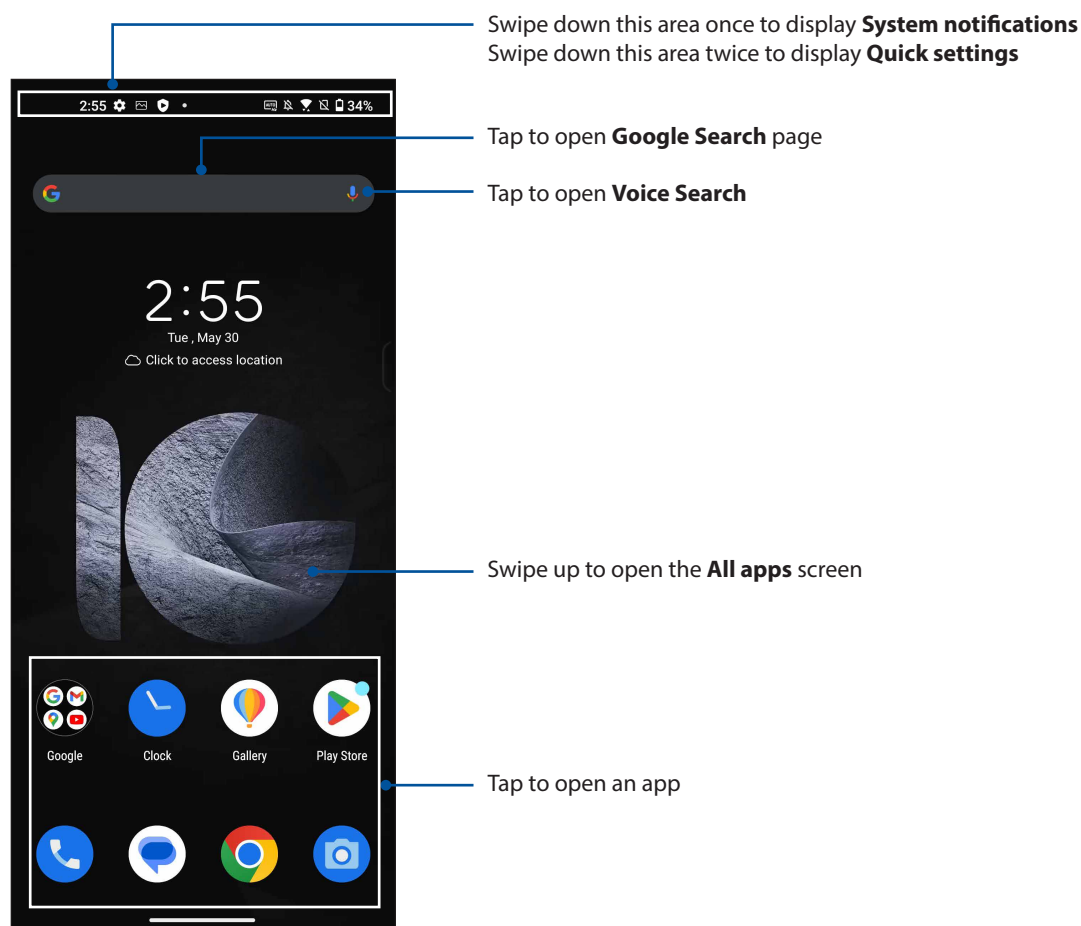 Swipe down this area once to display System notifications
Swipe down this area twice to display Quick settings
2:55
34%
Tap to open Google Search page
Tap to open Voice Search
2:55
Tue , May 30
Click to access location
10
Swipe up to open the All apps screen
Google
Clock
Gallery
Play Store
Tap to open an app